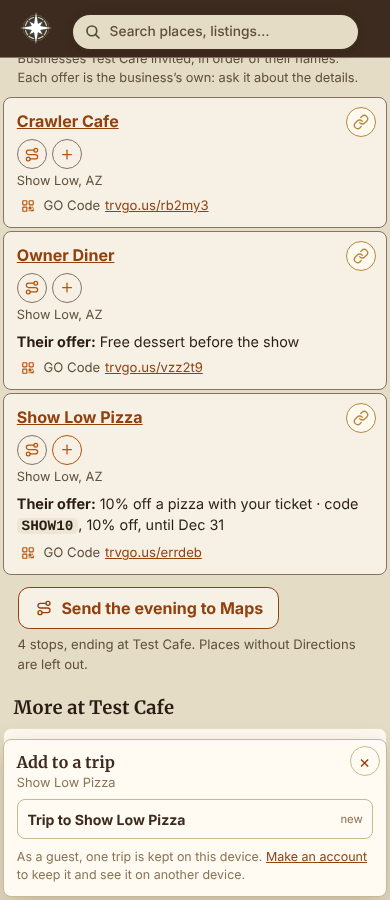 Search places, listings...
Businesses Test Cafe invited, in order of their names.
Each offer is the business's own: ask it about the details.
Crawler Cafe
Show Low, AZ
GO Code trvgo.us/rb2my3
Owner Diner
Show Low, AZ
Their offer: Free dessert before the show
GO Code trvgo.us/vzz2t9
Show Low Pizza
Show Low, AZ
Their offer: 10% off a pizza with your ticket · code
SHOW10, 10% off, until Dec 31
GO Code trvgo.us/errdeb
Send the evening to Maps
4 stops, ending at Test Cafe. Places without Directions
are left out.
More at Test Cafe
Add to a trip
Show Low Pizza
Trip to Show Low Pizza new
As a guest, one trip is kept on this device. Make an account
to keep it and see it on another device.